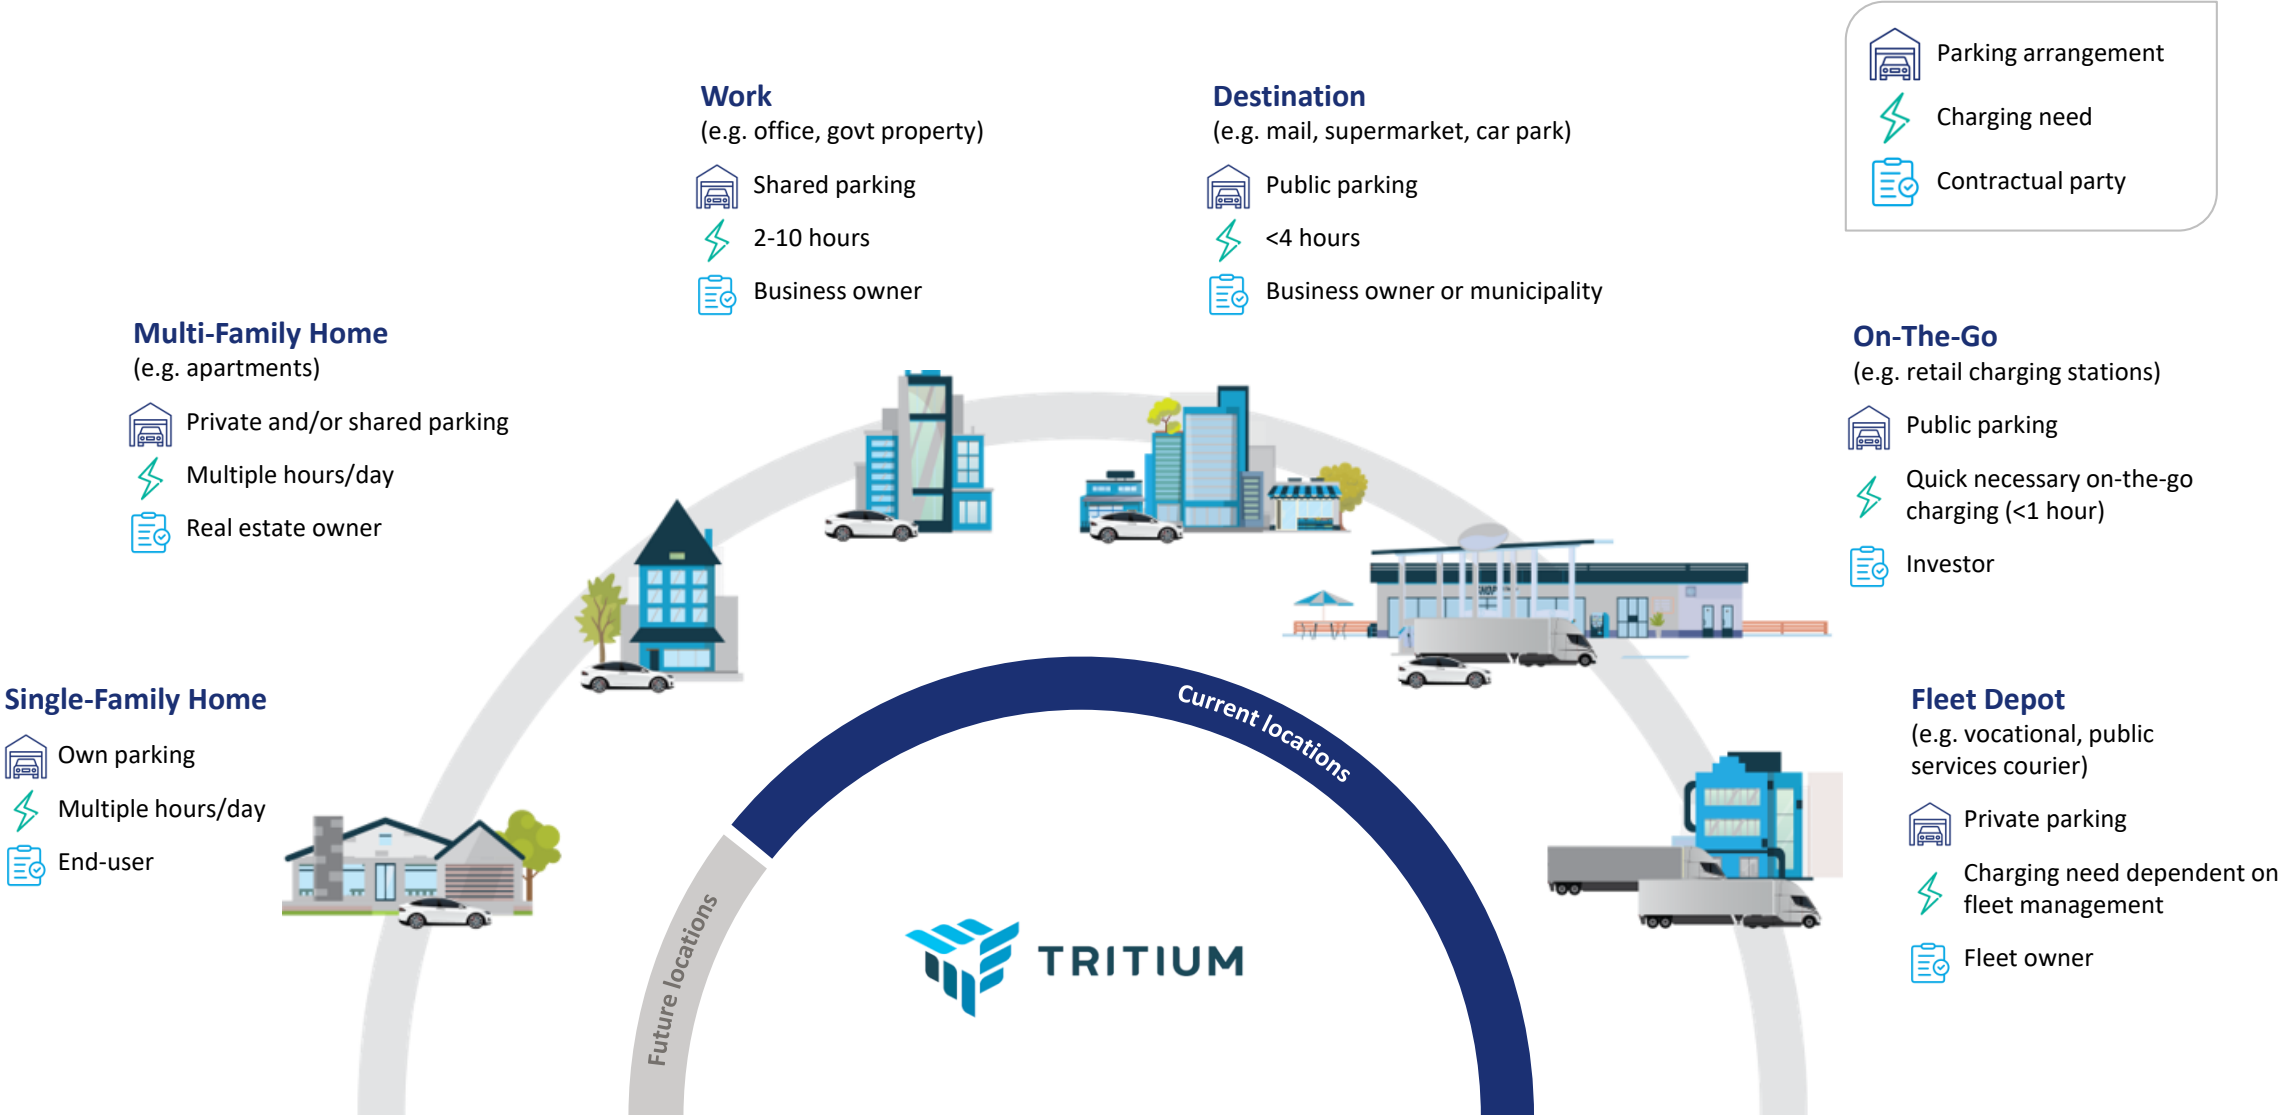 Parking arrangement
Charging need
Contractual party
Work
(e.g. office, govt property)
Shared parking
2-10 hours
Business owner
Destination
(e.g. mail, supermarket, car park)
Public parking
<4 hours
Business owner or municipality
Multi-Family Home
(e.g. apartments)
Private and/or shared parking
Multiple hours/day
Real estate owner
On-The-Go
(e.g. retail charging stations)
Public parking
Quick necessary on-the-go
charging (<1 hour)
Investor
SHOP
Single-Family Home
Own parking
Multiple hours/day
End-user
Fleet Depot
(e.g. vocational, public
services courier)
Private parking
Charging need dependent on
fleet management
Fleet owner
Current locations
Future locations
TRITIUM